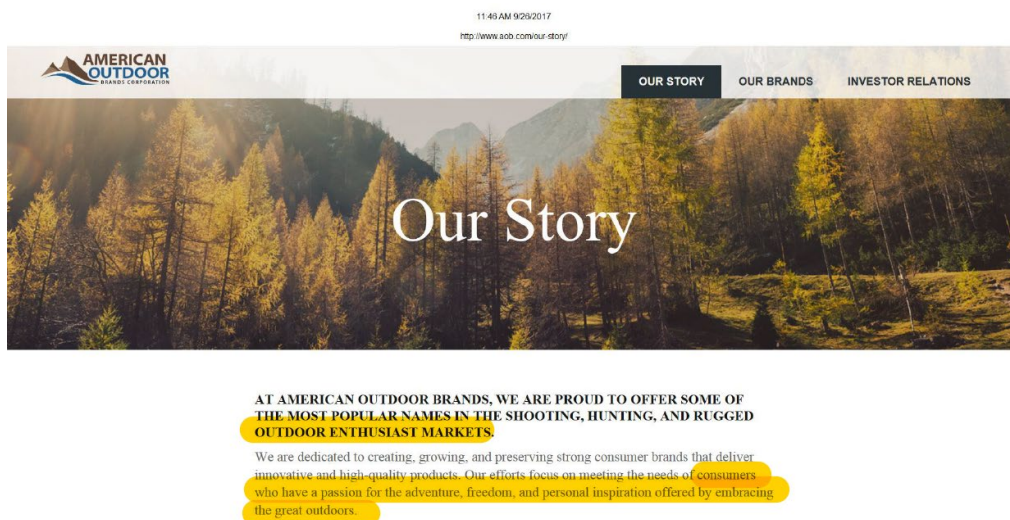 11:46 AM 9/26/2017
http://www.aob.com/our-story/
AMERICAN
OUTDOOR
BRANDS CORPORATION
OUR STORY OUR BRANDS INVESTOR RELATIONS
Our Story
AT AMERICAN OUTDOOR BRANDS, WE ARE PROUD TO OFFER SOME OF
THE MOST POPULAR NAMES IN THE SHOOTING, HUNTING, AND RUGGED
OUTDOOR ENTHUSIAST MARKETS.
We are dedicated to creating, growing, and preserving strong consumer brands that deliver
innovative and high-quality products. Our efforts focus on meeting the needs of consumers
who have a passion for the adventure, freedom, and personal inspiration offered by embracing
the great outdoors.